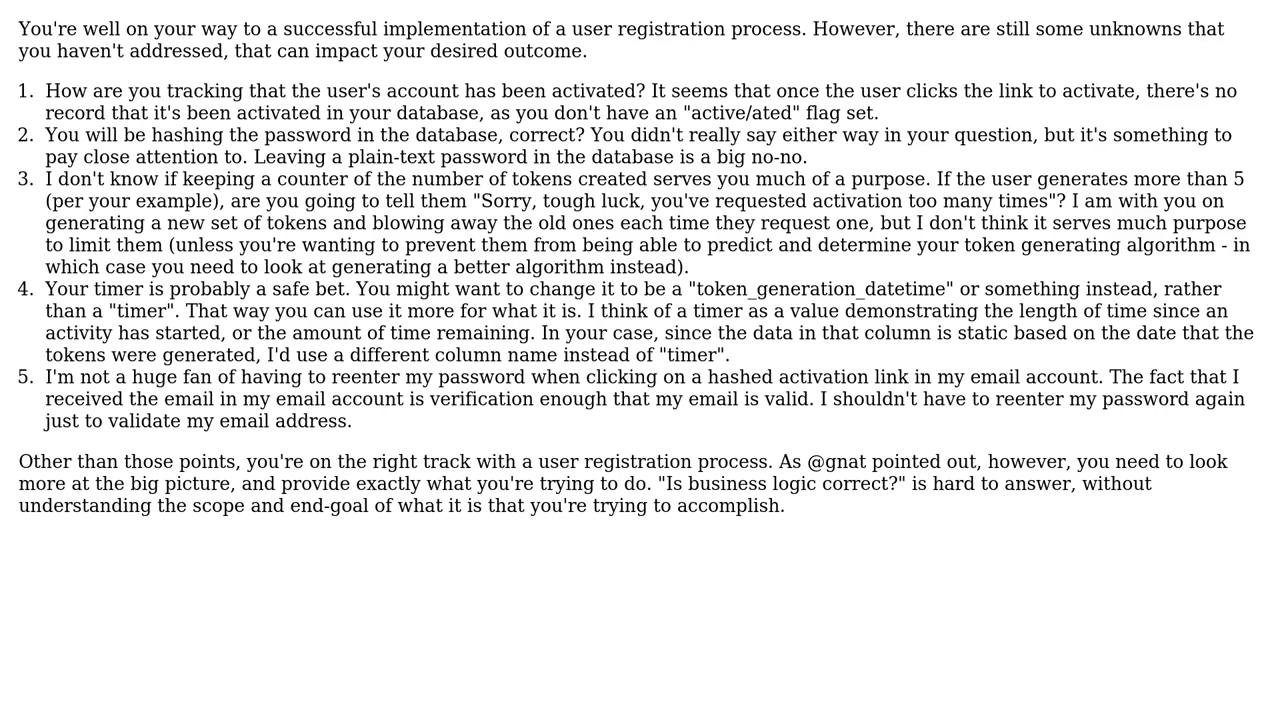 You're well on your way to a successful implementation of a user registration process. However, there are still some unknowns that
you haven't addressed, that can impact your desired outcome.
1. How are you tracking that the user's account has been activated? It seems that once the user clicks the link to activate, there's no
record that it's been activated in your database, as you don't have an "active/ated" flag set.
2. You will be hashing the password in the database, correct? You didn't really say either way in your question, but it's something to
pay close attention to. Leaving a plain-text password in the database is a big no-no.
3. I don't know if keeping a counter of the number of tokens created serves you much of a purpose. If the user generates more than 5
(per your example), are you going to tell them "Sorry, tough luck, you've requested activation too many times"? I am with you on
generating a new set of tokens and blowing away the old ones each time they request one, but I don't think it serves much purpose
to limit them (unless you're wanting to prevent them from being able to predict and determine your token generating algorithm - in
which case you need to look at generating a better algorithm instead).
4. Your timer is probably a safe bet. You might want to change it to be a "token_generation_datetime" or something instead, rather
than a "timer". That way you can use it more for what it is. I think of a timer as a value demonstrating the length of time since an
activity has started, or the amount of time remaining. In your case, since the data in that column is static based on the date that the
tokens were generated, I'd use a different column name instead of "timer".
5. I'm not a huge fan of having to reenter my password when clicking on a hashed activation link in my email account. The fact that I
received the email in my email account is verification enough that my email is valid. I shouldn't have to reenter my password again
just to validate my email address.
Other than those points, you're on the right track with a user registration process. As @gnat pointed out, however, you need to look
more at the big picture, and provide exactly what you're trying to do. "Is business logic correct?" is hard to answer, without
understanding the scope and end-goal of what it is that you're trying to accomplish.